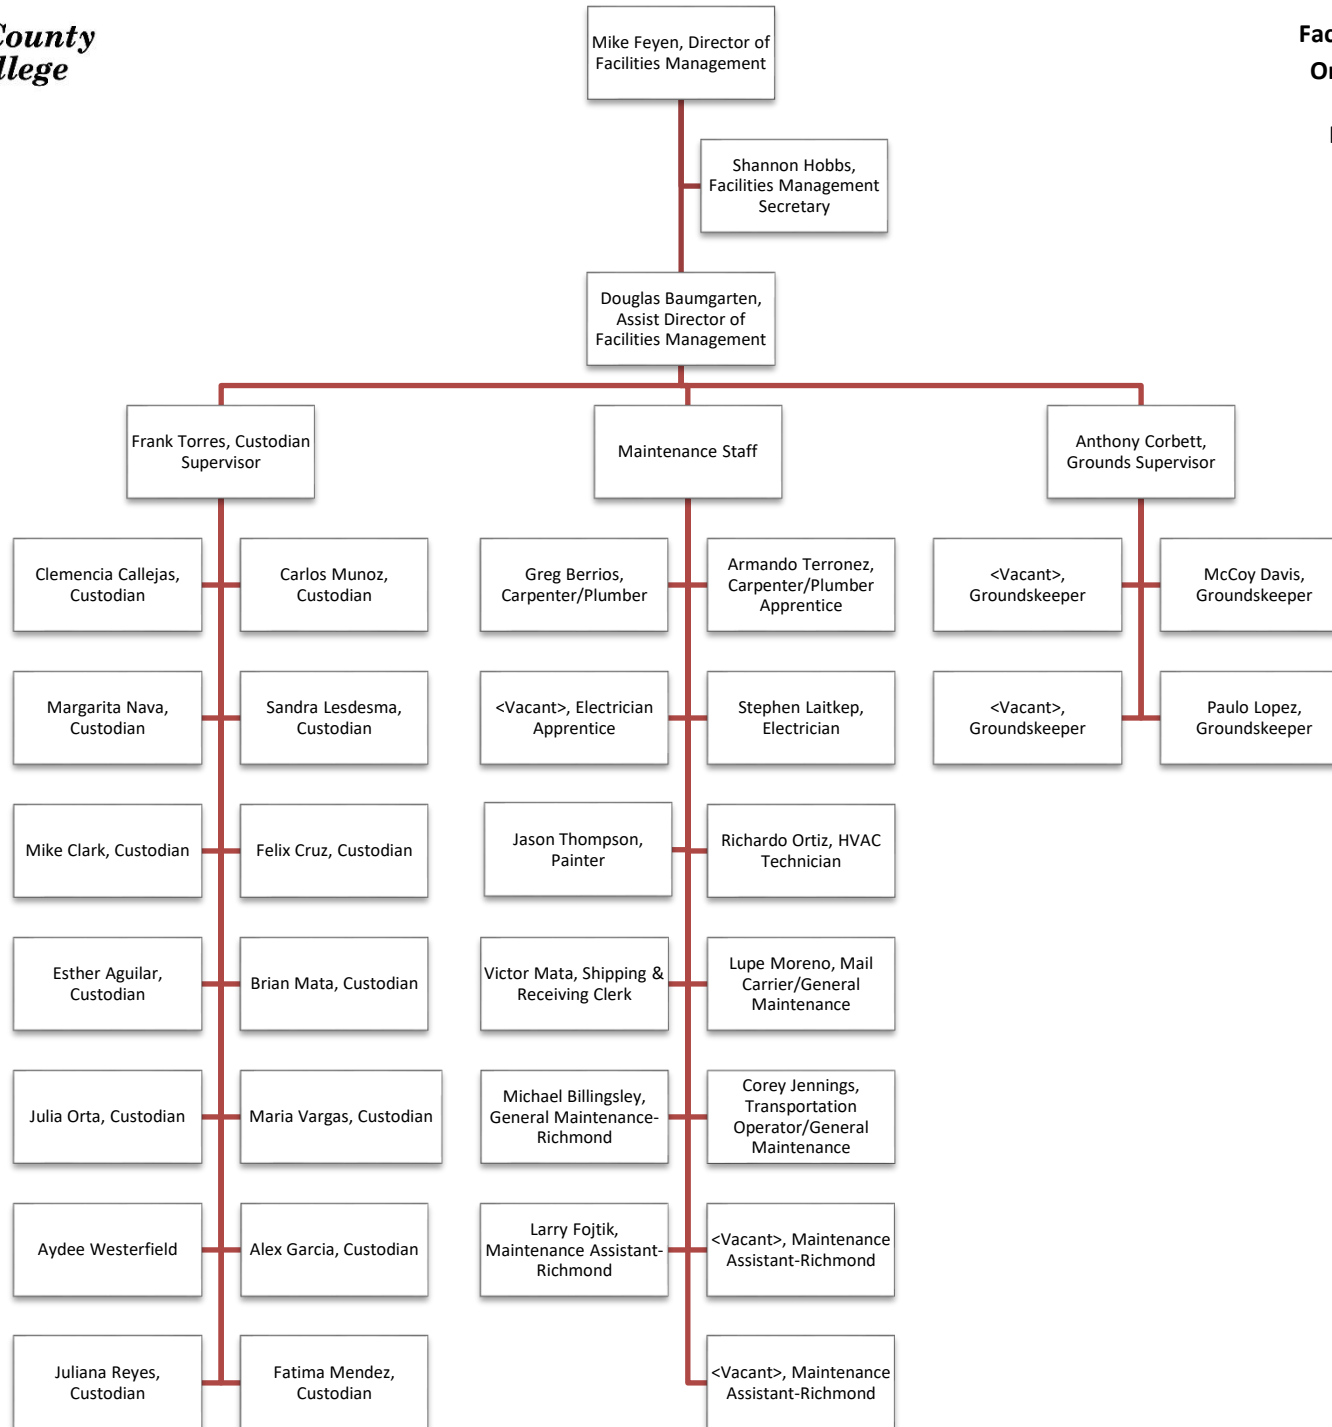 County
Mike Feyen, Director of
Facilities Management
Shannon Hobbs,
Facilities Management
Secretary
Douglas Baumgarten,
Assist Director of
Facilities Management
Frank Torres, Custodian
Supervisor
Maintenance Staff
Anthony Corbett,
Grounds Supervisor
Clemencia Callejas,
Custodian
Carlos Munoz,
Custodian
Greg Berrios,
Carpenter/Plumber
Armando Terronez,
Carpenter/Plumber
Apprentice
<Vacant>,
Groundskeeper
McCoy Davis,
Groundskeeper
Margarita Nava,
Custodian
Sandra Lesdesma,
Custodian
<Vacant>, Electrician
Apprentice
Stephen Laitkep,
Electrician
<Vacant>,
Groundskeeper
Paulo Lopez,
Groundskeeper
Mike Clark, Custodian
Felix Cruz, Custodian
Jason Thompson,
Painter
Richardo Ortiz, HVAC
Technician
Esther Aguilar,
Custodian
Brian Mata, Custodian
Victor Mata, Shipping &
Receiving Clerk
Lupe Moreno, Mail
Carrier/General
Maintenance
Julia Orta, Custodian
Maria Vargas, Custodian
Michael Billingsley,
General Maintenance-
Richmond
Corey Jennings,
Transportation
Operator/General
Maintenance
Aydee Westerfield
Alex Garcia, Custodian
Larry Fojtik,
Maintenance Assistant-
Richmond
<Vacant>, Maintenance
Assistant-Richmond
Juliana Reyes,
Custodian
Fatima Mendez,
Custodian
<Vacant>, Maintenance
Assistant-Richmond